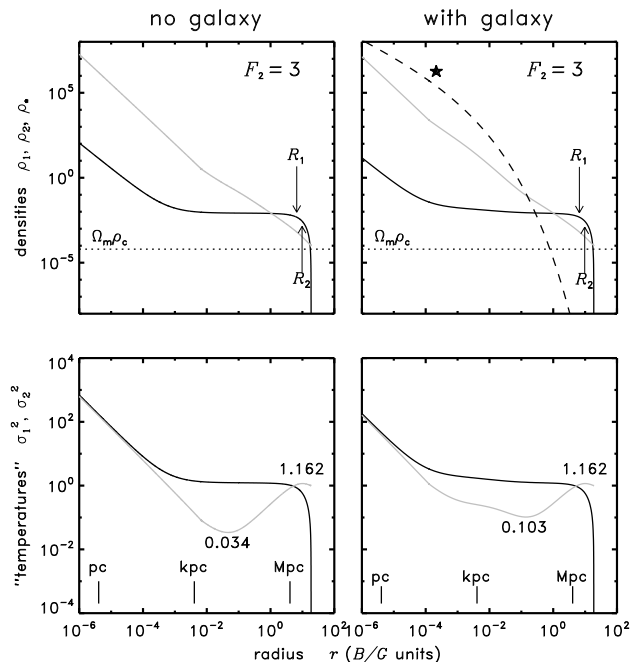 no galaxy
with galaxy
densities ρ₁, ρ₂, ρ⋆
10⁵
10⁰
10⁻⁵
F₂ = 3
R₁
R₂
Ωₘρ_c
F₂ = 3
★
R₁
R₂
Ωₘρ_c
"temperatures" σ₁², σ₂²
10⁴
10²
10⁰
10⁻²
10⁻⁴
1.162
0.034
pc kpc Mpc
1.162
0.103
pc kpc Mpc
10⁻⁶ 10⁻⁴ 10⁻² 10⁰ 10² 10⁻⁶ 10⁻⁴ 10⁻² 10⁰ 10²
radius r (B/G units)